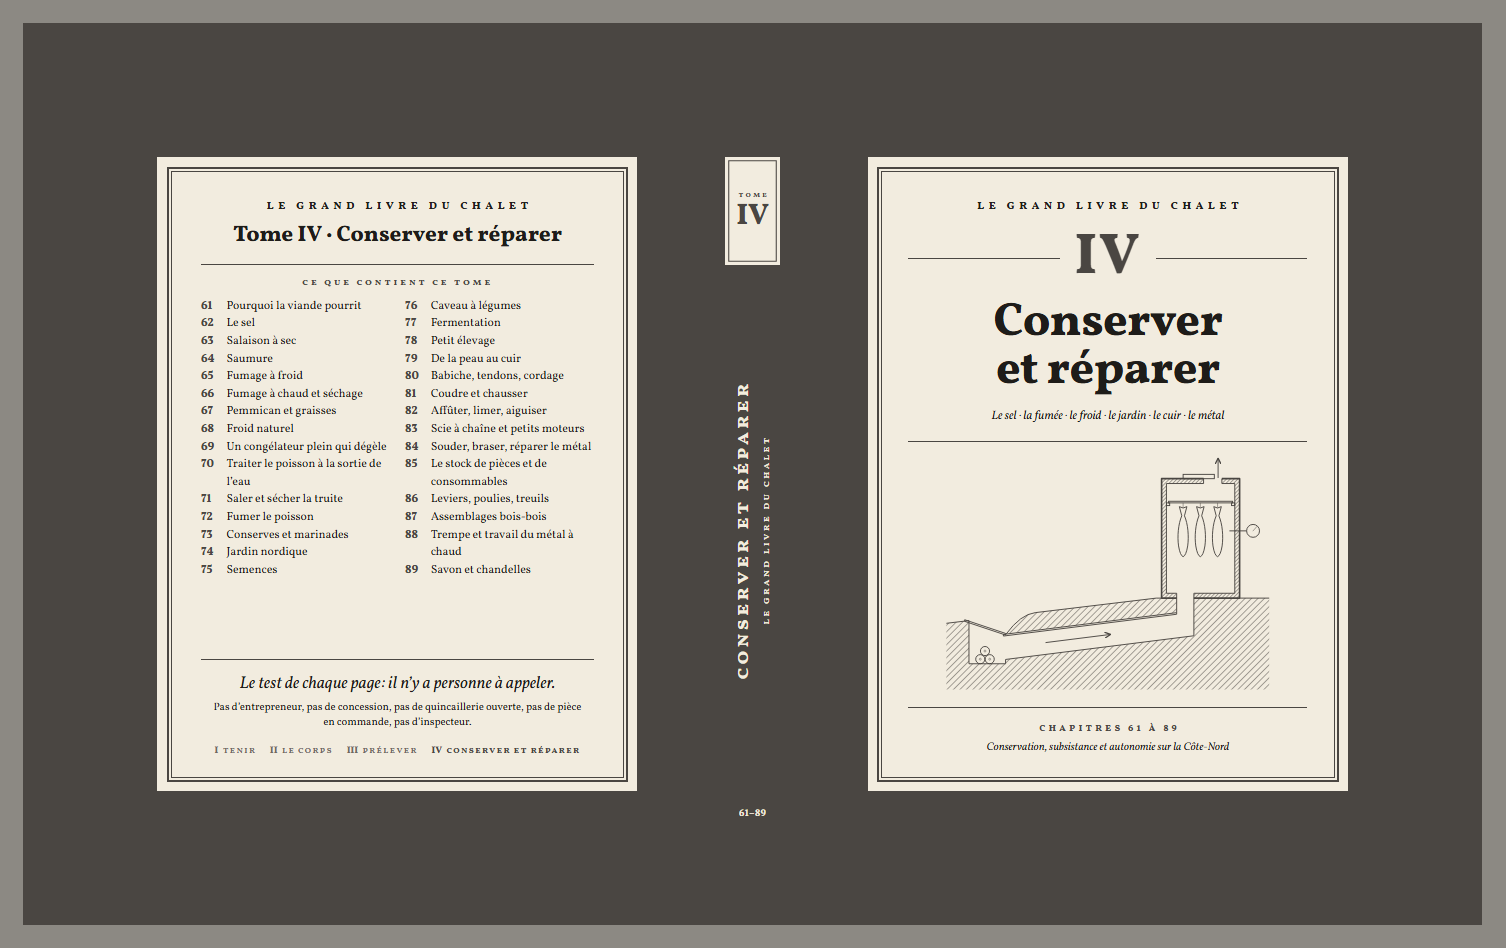 LE GRAND LIVRE DU CHALET
Tome IV · Conserver et réparer
CE QUE CONTIENT CE TOME
61 Pourquoi la viande pourrit
62 Le sel
63 Salaison à sec
64 Saumure
65 Fumage à froid
66 Fumage à chaud et séchage
67 Pemmican et graisses
68 Froid naturel
69 Un congélateur plein qui dégèle
70 Traiter le poisson à la sortie de
l’eau
71 Saler et sécher la truite
72 Fumer le poisson
73 Conserves et marinades
74 Jardin nordique
75 Semences
76 Caveau à légumes
77 Fermentation
78 Petit élevage
79 De la peau au cuir
80 Babiche, tendons, cordage
81 Coudre et chausser
82 Affûter, limer, aiguiser
83 Scie à chaîne et petits moteurs
84 Souder, braser, réparer le métal
85 Le stock de pièces et de
consommables
86 Leviers, poulies, treuils
87 Assemblages bois-bois
88 Trempe et travail du métal à
chaud
89 Savon et chandelles
Le test de chaque page : il n’y a personne à appeler.
Pas d’entrepreneur, pas de concession, pas de quincaillerie ouverte, pas de pièce
en commande, pas d’inspecteur.
I TENIR II LE CORPS III PRÉLEVER IV CONSERVER ET RÉPARER
TOME
IV
CONSERVER ET RÉPARER
LE GRAND LIVRE DU CHALET
61–89
LE GRAND LIVRE DU CHALET
IV
Conserver
et réparer
Le sel · la fumée · le froid · le jardin · le cuir · le métal
CHAPITRES 61 À 89
Conservation, subsistance et autonomie sur la Côte-Nord